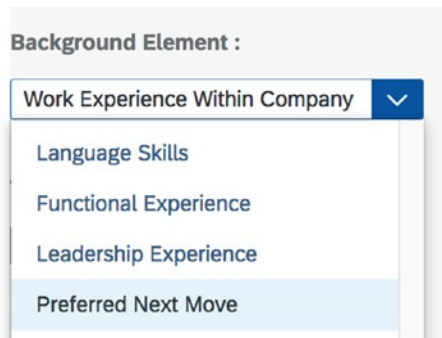 Background Element :
Work Experience Within Company
Language Skills
Functional Experience
Leadership Experience
Preferred Next Move